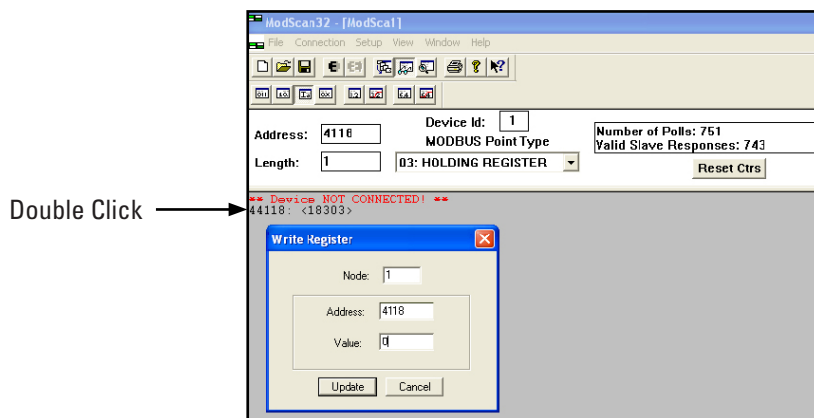 ModScan32 - [ModSca1]
File Connection Setup View Window Help
Address: 4118
Device Id: 1
MODBUS Point Type
Length: 1
03: HOLDING REGISTER
Number of Polls: 751
Valid Slave Responses: 743
Reset Ctrs
** Device NOT CONNECTED! **
Double Click
44118: <18303>
Write Register
Node: 1
Address: 4118
Value: 0
Update Cancel